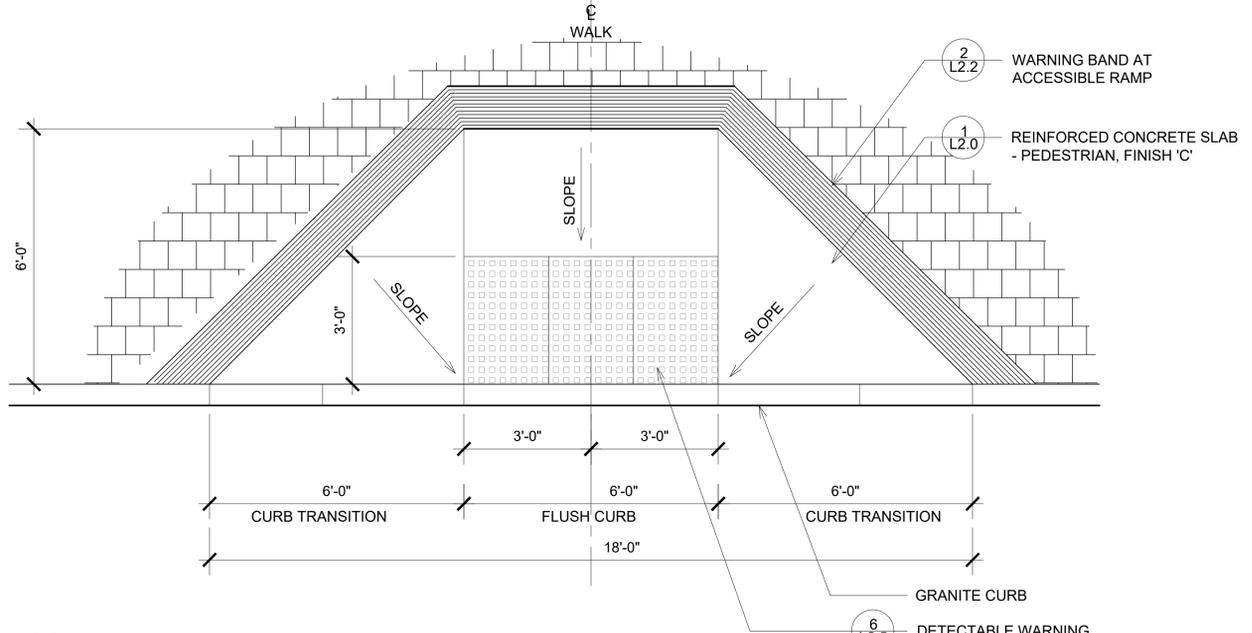 CL
WALK
2
L2.2
WARNING BAND AT
ACCESSIBLE RAMP
1
L2.0
REINFORCED CONCRETE SLAB
- PEDESTRIAN, FINISH 'C'
SLOPE
6'-0"
SLOPE
SLOPE
3'-0"
3'-0"
3'-0"
6'-0"
6'-0"
6'-0"
CURB TRANSITION
FLUSH CURB
CURB TRANSITION
18'-0"
GRANITE CURB
6
DETECTABLE WARNING